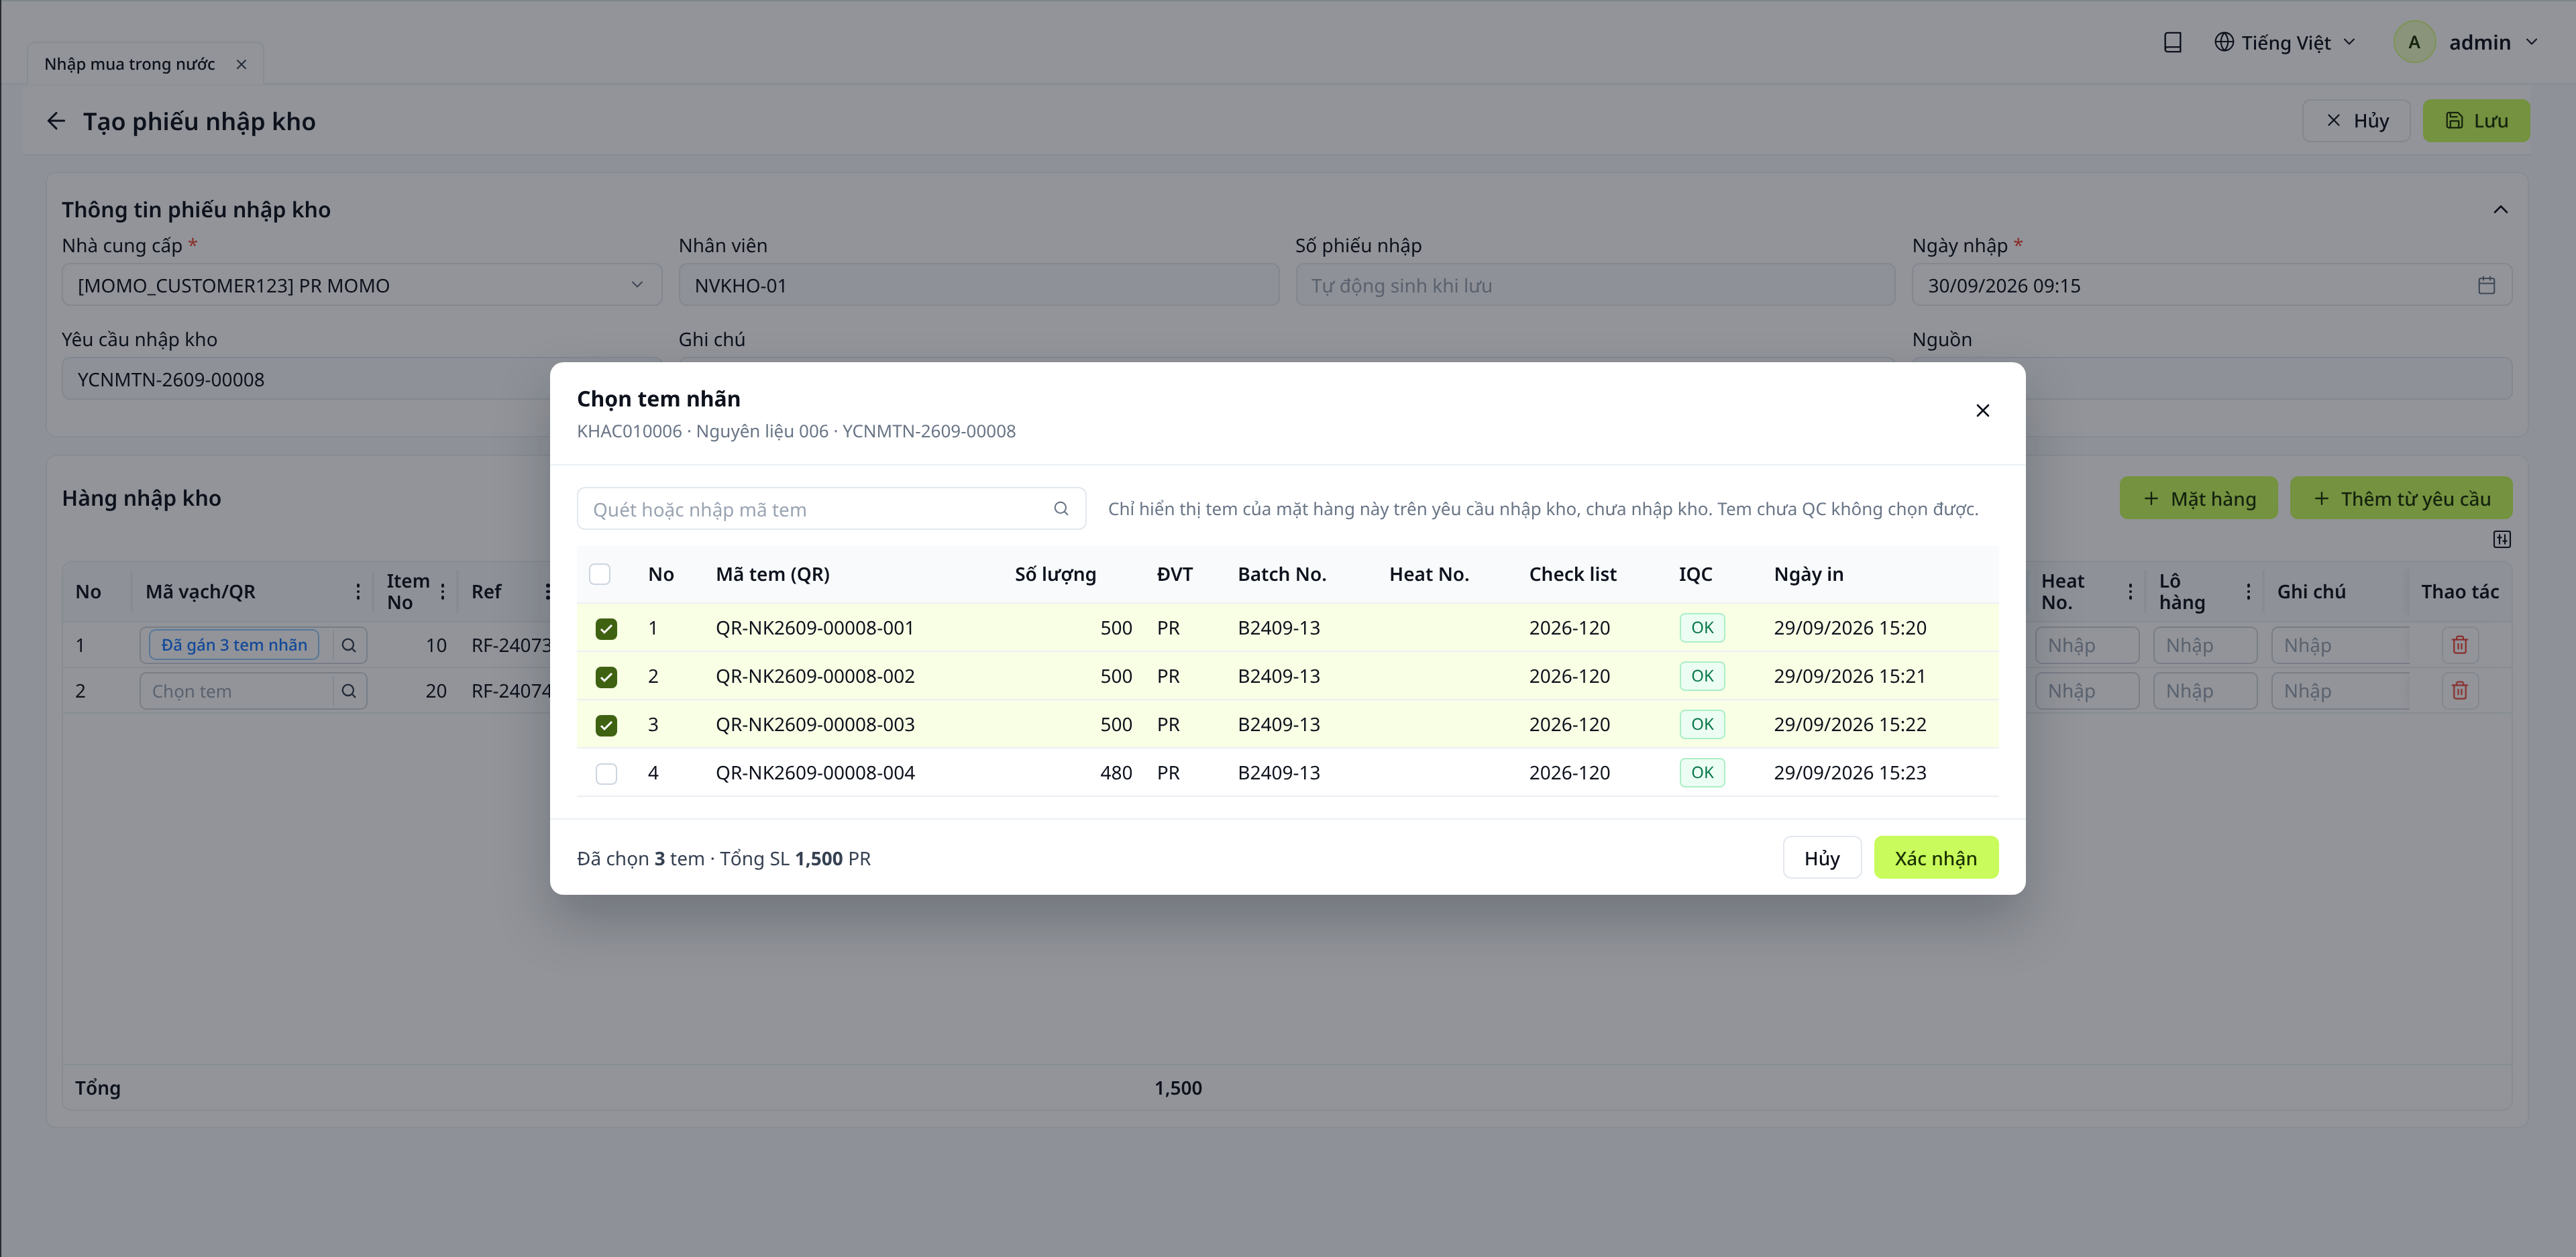 Nhập mua trong nước
Tiếng Việt
A admin
Tạo phiếu nhập kho
Hủy
Lưu
Thông tin phiếu nhập kho
Nhà cung cấp * Nhân viên Số phiếu nhập Ngày nhập *
[MOMO_CUSTOMER123] PR MOMO NVKHO-01 Tự động sinh khi lưu 30/09/2026 09:15
Yêu cầu nhập kho Ghi chú Nguồn
YCNMTN-2609-00008
Hàng nhập kho
Mặt hàng
Thêm từ yêu cầu
No Mã vạch/QR Item No Ref Heat No. Lô hàng Ghi chú Thao tác
1 Đã gán 3 tem nhãn 10 RF-24073 Nhập Nhập Nhập
2 Chọn tem 20 RF-24074 Nhập Nhập Nhập
Tổng 1,500
Chọn tem nhãn
KHAC010006 · Nguyên liệu 006 · YCNMTN-2609-00008
Quét hoặc nhập mã tem
Chỉ hiển thị tem của mặt hàng này trên yêu cầu nhập kho, chưa nhập kho. Tem chưa QC không chọn được.
No Mã tem (QR) Số lượng ĐVT Batch No. Heat No. Check list IQC Ngày in
1 QR-NK2609-00008-001 500 PR B2409-13 2026-120 OK 29/09/2026 15:20
2 QR-NK2609-00008-002 500 PR B2409-13 2026-120 OK 29/09/2026 15:21
3 QR-NK2609-00008-003 500 PR B2409-13 2026-120 OK 29/09/2026 15:22
4 QR-NK2609-00008-004 480 PR B2409-13 2026-120 OK 29/09/2026 15:23
Đã chọn 3 tem · Tổng SL 1,500 PR
Hủy
Xác nhận